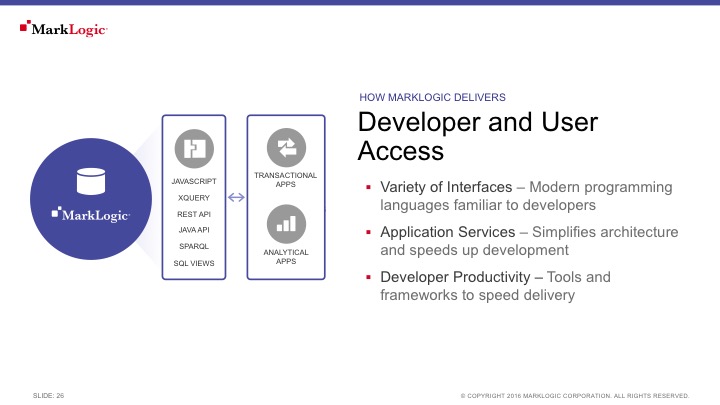 MarkLogic
HOW MARKLOGIC DELIVERS
Developer and User
Access
JAVASCRIPT
XQUERY
REST API
JAVA API
SPARQL
SQL VIEWS
TRANSACTIONAL
APPS
ANALYTICAL
APPS
MarkLogic
▪ Variety of Interfaces – Modern programming
languages familiar to developers
▪ Application Services – Simplifies architecture
and speeds up development
▪ Developer Productivity – Tools and
frameworks to speed delivery
SLIDE: 26
© COPYRIGHT 2016 MARKLOGIC CORPORATION. ALL RIGHTS RESERVED.